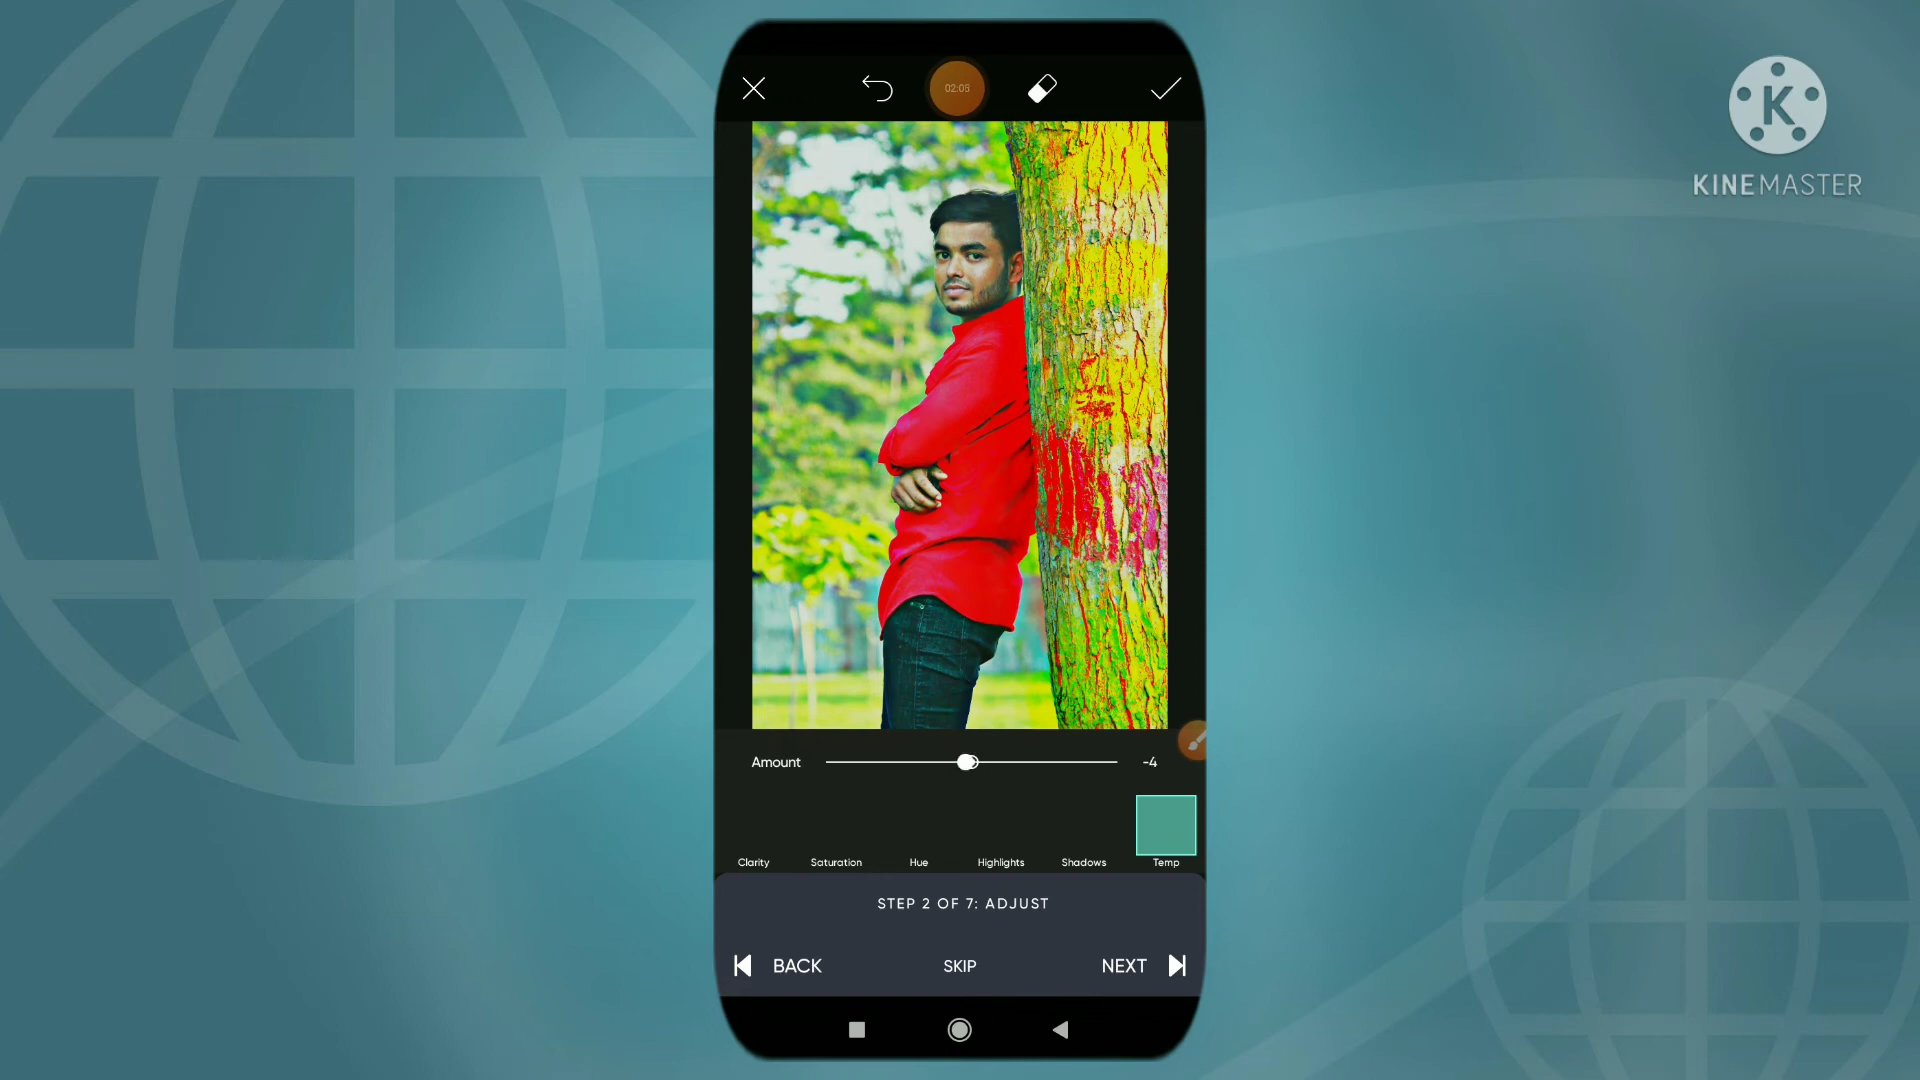 02:05
K
KINEMASTER
Amount -4
Clarity Saturation Hue Highlights Shadows Temp
STEP 2 OF 7: ADJUST
BACK SKIP NEXT